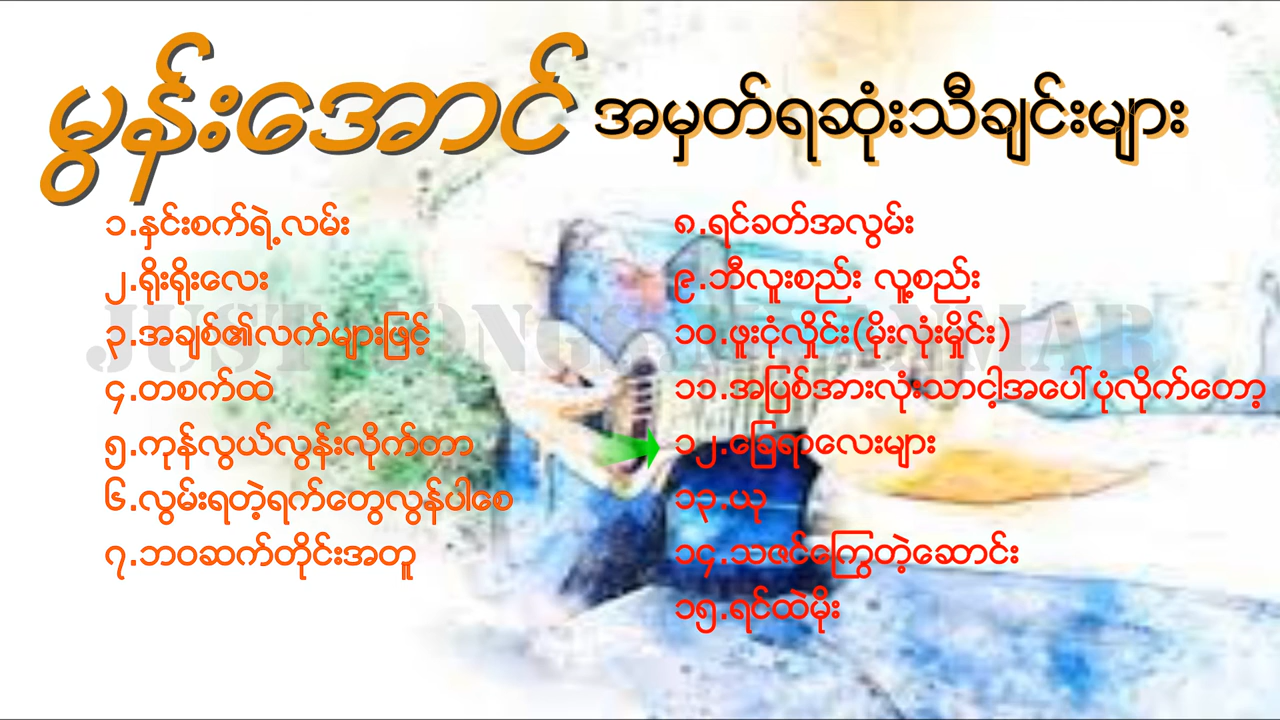 မွန်းအောင် အမှတ်ရဆုံးသီချင်းများ
၁.နှင်းစက်ရဲ့လမ်း
၂.ရိုးရိုးလေး
၃.အချစ်၏လက်များဖြင့်
၄.တစက်ထဲ
၅.ကုန်လွယ်လွန်းလိုက်တာ
၆.လွမ်းရတဲ့ရက်တွေလွန်ပါစေ
၇.ဘဝဆက်တိုင်းအတူ
၈.ရင်ခတ်အလွမ်း
၉.ဘီလူးစည်း လူ့စည်း
၁၀.ဖူးငုံလှိုင်း(မိုးလုံးမှိုင်း)
၁၁.အပြစ်အားလုံးသာငါ့အပေါ်ပုံလိုက်တော့
၁၂.ခြေရာလေးများ
၁၃.ယု
၁၄.သဇင်ကြွေတဲ့ဆောင်း
၁၅.ရင်ထဲမိုး